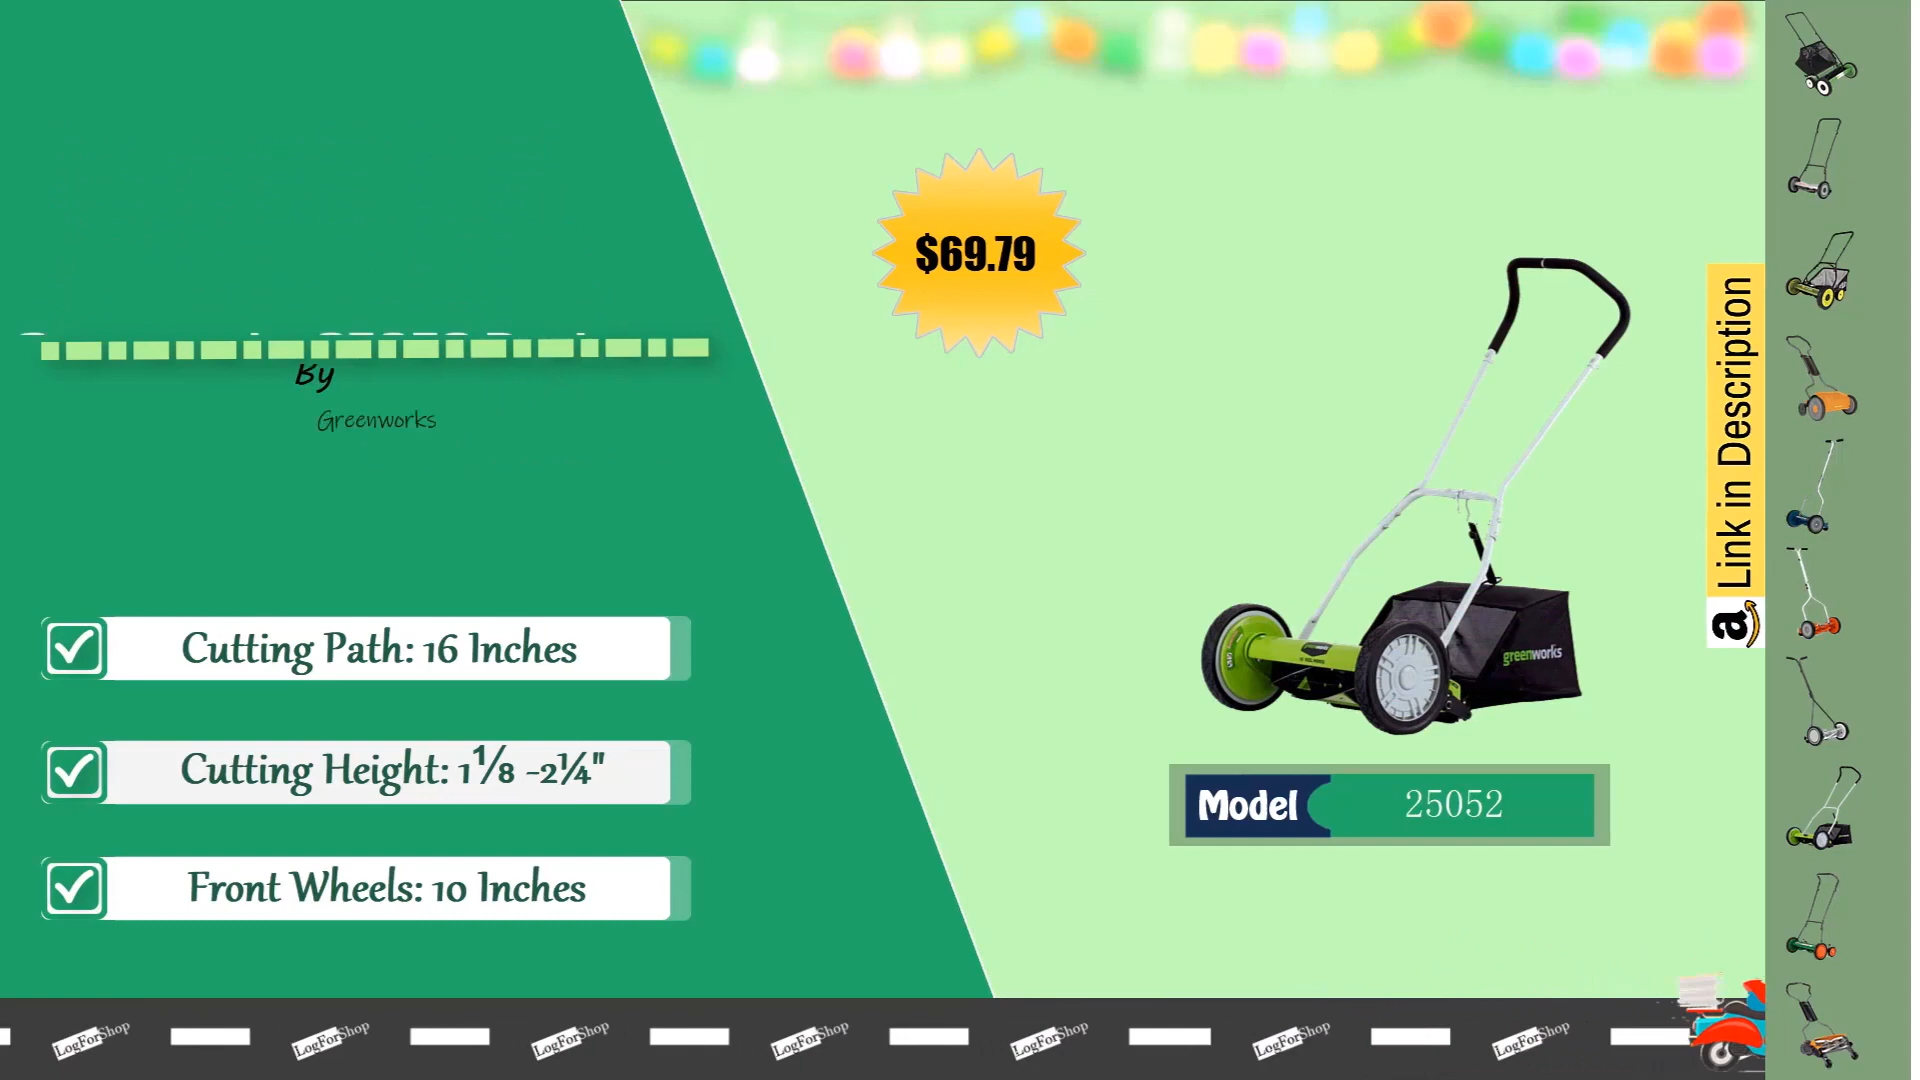 $69.79
By
Greenworks
Cutting Path: 16 Inches
Cutting Height: 1⅛ -2¼"
Front Wheels: 10 Inches
greenworks
Model 25052
a Link in Description
LogForShop
LogForShop
LogForShop
LogForShop
LogForShop
LogForShop
LogForShop